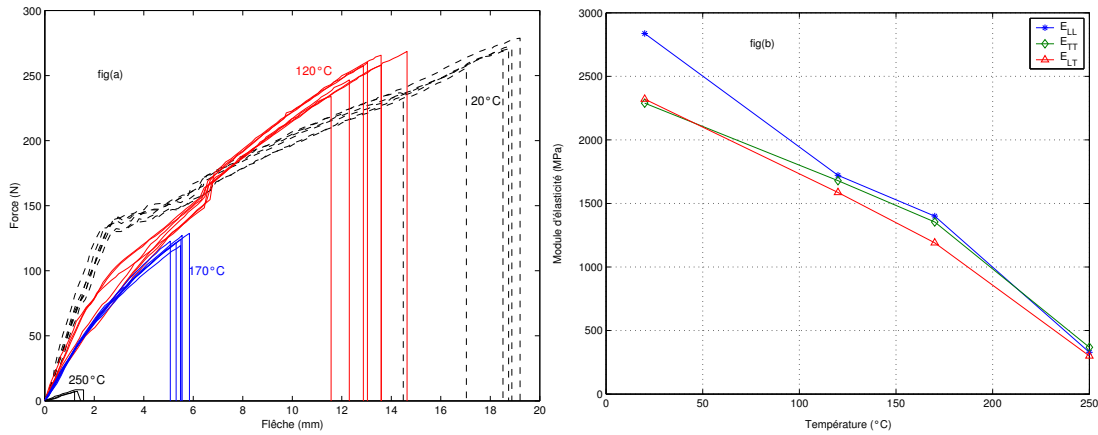 fig(a)
300
250
200
150
100
50
0
Force (N)
120°C
20°C
170°C
250°C
0 2 4 6 8 10 12 14 16 18 20
Flêche (mm)
fig(b)
E_LL
E_TT
E_LT
3000
2500
2000
1500
1000
500
0
Module d'élasticité (MPa)
0 50 100 150 200 250
Température (°C)